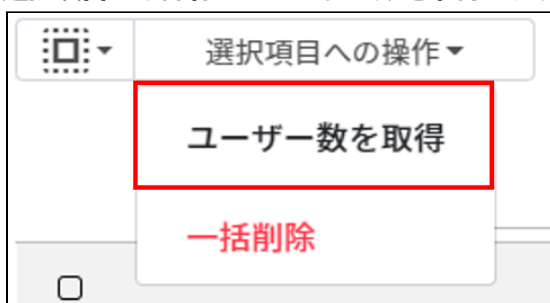 選択項目への操作
ユーザー数を取得
一括削除